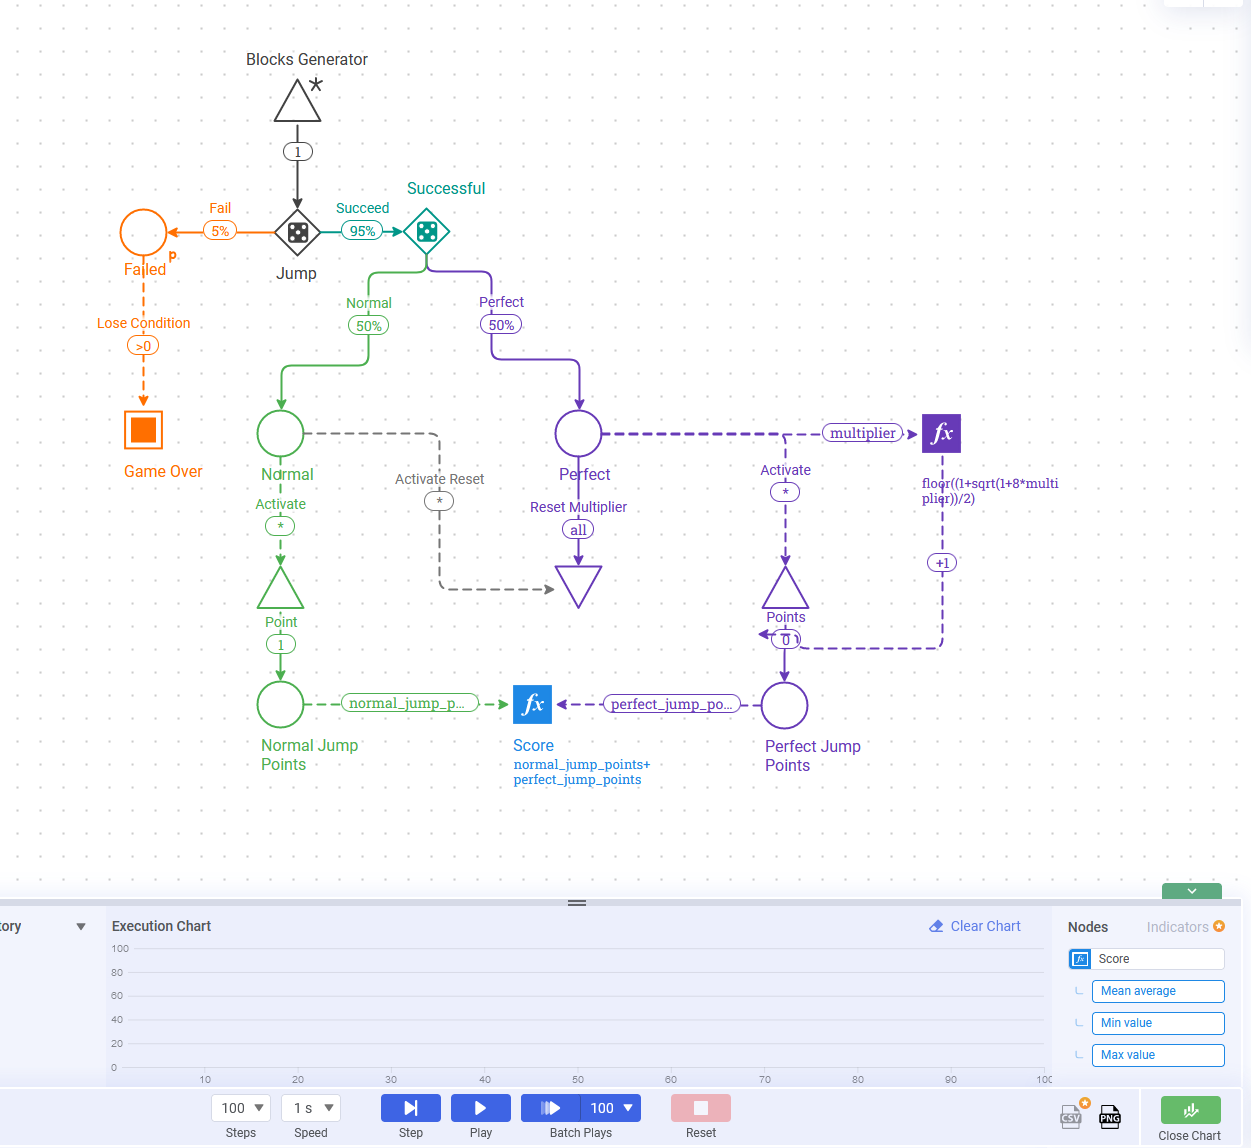 Blocks Generator
*
1
Successful
Fail
Succeed
5%
95%
p
Failed
Jump
Normal
Perfect
50%
50%
Lose Condition
>0
multiplier
fx
Game Over
Normal
Activate Reset
*
Perfect
Activate
*
floor((1+sqrt(1+8*multi
plier))/2)
Activate
*
Reset Multiplier
all
+1
Point
1
Points
0
normal_jump_p...
fx
perfect_jump_po...
Normal Jump
Points
Score
normal_jump_points+
perfect_jump_points
Perfect Jump
Points
tory
Execution Chart
Clear Chart
Nodes
Indicators
100
80
60
40
20
0
10
20
30
40
50
60
70
80
90
100
fx
Score
Mean average
Min value
Max value
100
1 s
100
Steps
Speed
Step
Play
Batch Plays
Reset
CSV
PNG
Close Chart